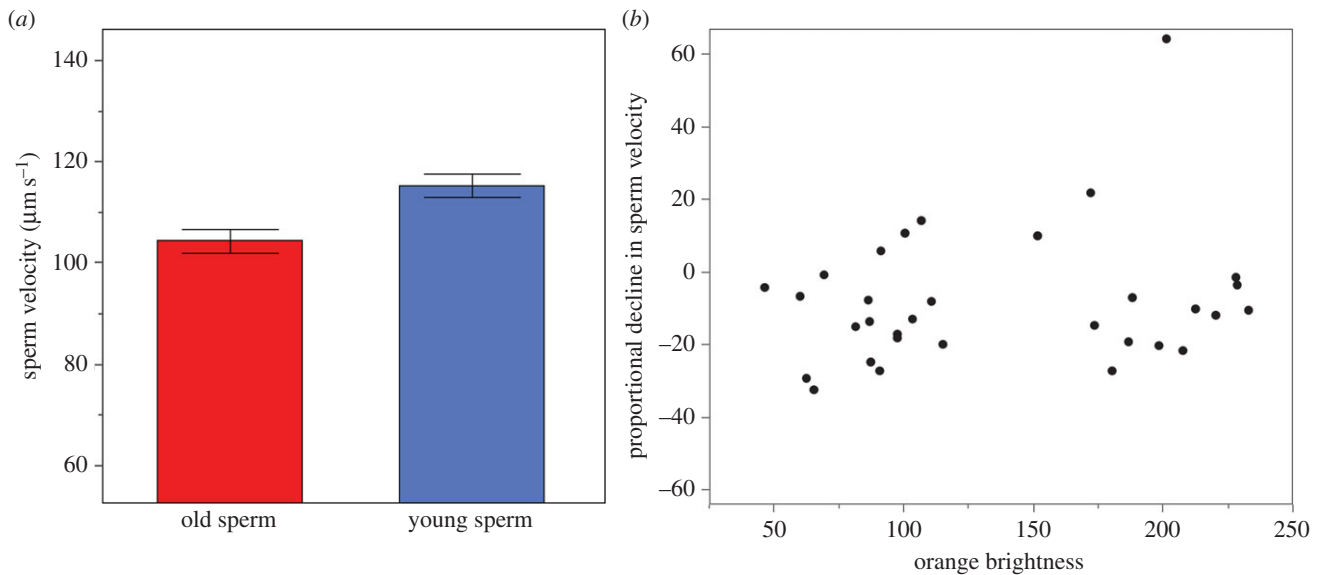 (a)
sperm velocity (µm s⁻¹)
140
120
100
80
60
old sperm young sperm
(b)
proportional decline in sperm velocity
60
40
20
0
–20
–40
–60
50 100 150 200 250
orange brightness